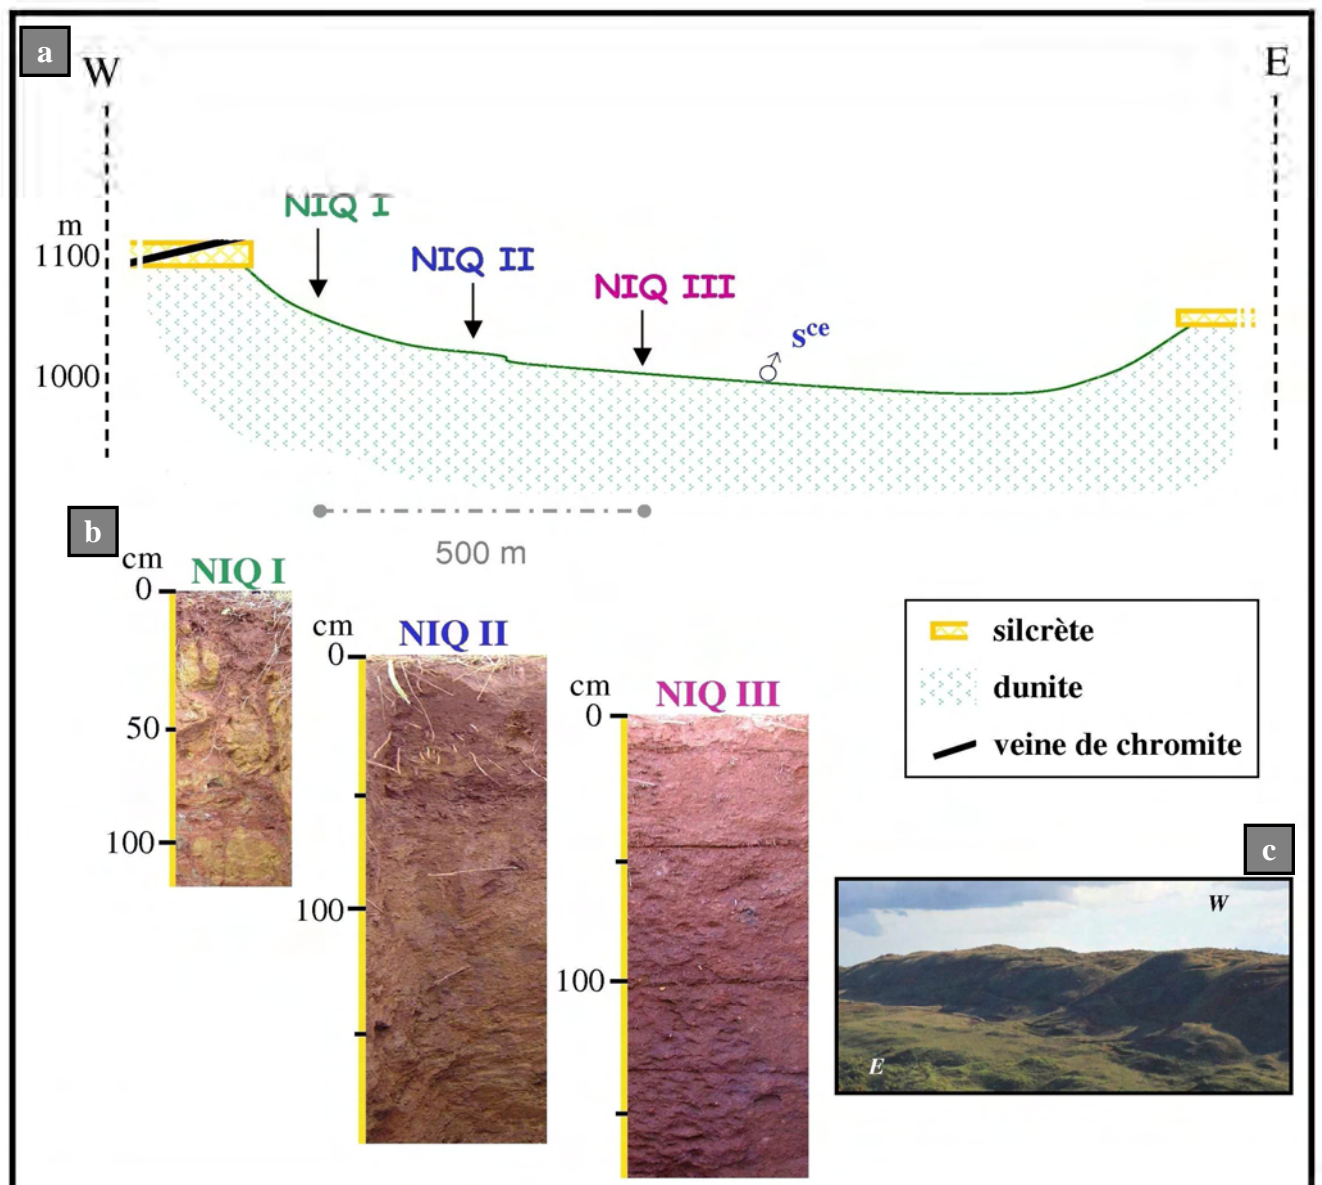 a
W
E
NIQ I
m
1100
NIQ II
NIQ III
sce
1000
500 m
b
cm
NIQ I
0
50
100
cm
NIQ II
0
100
cm
NIQ III
0
100
silcrète
dunite
veine de chromite
c
W
E